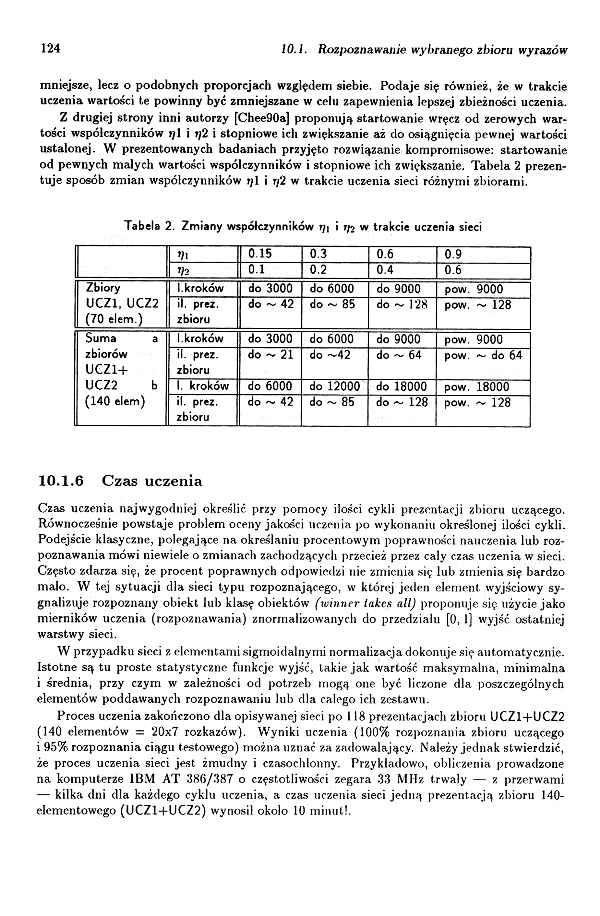 124 10.1. Rozpoznawanie wybranego zbioru wyrazów
mniejsze, lecz o podobnych proporcjach względem siebie. Podaje się również, że w trakcie
uczenia wartości te powinny być zmniejszane w celu zapewnienia lepszej zbieżności uczenia.
Z drugiej strony inni autorzy [Chee90a] proponują startowanie wręcz od zerowych war-
tości współczynników η1 i η2 i stopniowe ich zwiększanie aż do osiągnięcia pewnej wartości
ustalonej. W prezentowanych badaniach przyjęto rozwiązanie kompromisowe: startowanie
od pewnych małych wartości współczynników i stopniowe ich zwiększanie. Tabela 2 prezen-
tuje sposób zmian współczynników η1 i η2 w trakcie uczenia sieci różnymi zbiorami.
Tabela 2. Zmiany współczynników η₁ i η₂ w trakcie uczenia sieci
η₁ 0.15 0.3 0.6 0.9
η₂ 0.1 0.2 0.4 0.6
Zbiory l.kroków do 3000 do 6000 do 9000 pow. 9000
UCZ1, UCZ2 il. prez. do ~ 42 do ~ 85 do ~ 128 pow. ~ 128
(70 elem.) zbioru
Suma a l.kroków do 3000 do 6000 do 9000 pow. 9000
zbiorów il. prez. do ~ 21 do ~42 do ~ 64 pow. ~ do 64
UCZ1+ zbioru
UCZ2 b l. kroków do 6000 do 12000 do 18000 pow. 18000
(140 elem) il. prez. do ~ 42 do ~ 85 do ~ 128 pow. ~ 128
zbioru
10.1.6 Czas uczenia
Czas uczenia najwygodniej określić przy pomocy ilości cykli prezentacji zbioru uczącego.
Równocześnie powstaje problem oceny jakości uczenia po wykonaniu określonej ilości cykli.
Podejście klasyczne, polegające na określaniu procentowym poprawności nauczenia lub roz-
poznawania mówi niewiele o zmianach zachodzących przecież przez cały czas uczenia w sieci.
Często zdarza się, że procent poprawnych odpowiedzi nie zmienia się lub zmienia się bardzo
mało. W tej sytuacji dla sieci typu rozpoznającego, w której jeden element wyjściowy sy-
gnalizuje rozpoznany obiekt lub klasę obiektów (winner takes all) proponuje się użycie jako
mierników uczenia (rozpoznawania) znormalizowanych do przedziału [0, 1] wyjść ostatniej
warstwy sieci.
W przypadku sieci z elementami sigmoidalnymi normalizacja dokonuje się automatycznie.
Istotne są tu proste statystyczne funkcje wyjść, takie jak wartość maksymalna, minimalna
i średnia, przy czym w zależności od potrzeb mogą one być liczone dla poszczególnych
elementów poddawanych rozpoznawaniu lub dla całego ich zestawu.
Proces uczenia zakończono dla opisywanej sieci po 118 prezentacjach zbioru UCZ1+UCZ2
(140 elementów = 20x7 rozkazów). Wyniki uczenia (100% rozpoznania zbioru uczącego
i 95% rozpoznania ciągu testowego) można uznać za zadowalający. Należy jednak stwierdzić,
że proces uczenia sieci jest żmudny i czasochłonny. Przykładowo, obliczenia prowadzone
na komputerze IBM AT 386/387 o częstotliwości zegara 33 MHz trwały — z przerwami
— kilka dni dla każdego cyklu uczenia, a czas uczenia sieci jedną prezentacją zbioru 140-
elementowego (UCZ1+UCZ2) wynosił około 10 minut!.